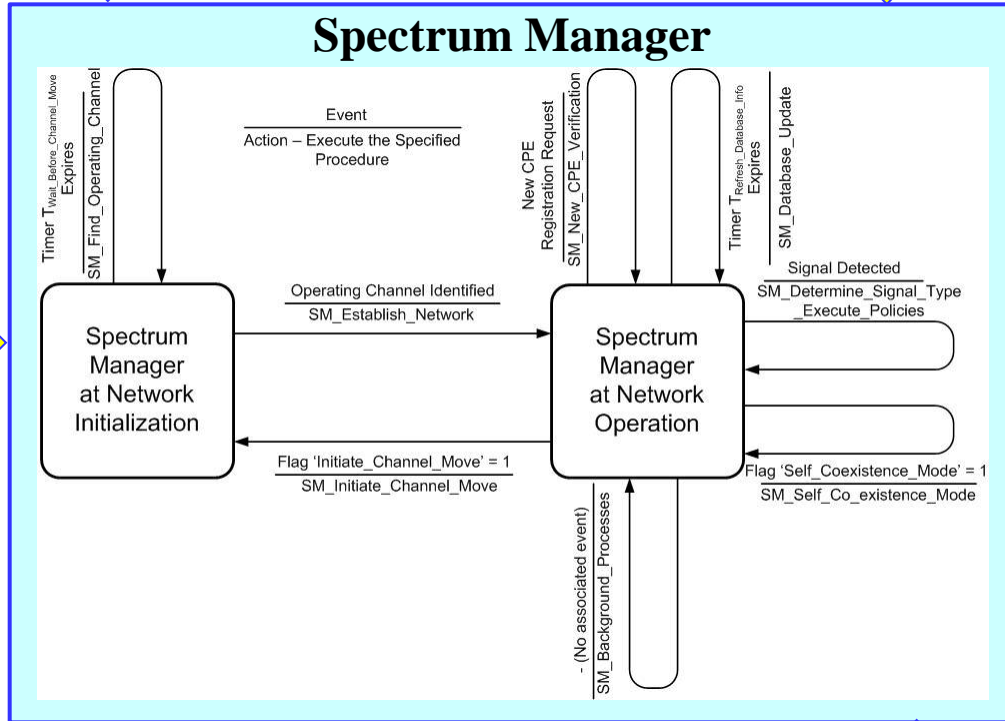 Spectrum Manager
Timer T_Wait_Before_Channel_Move
Expires
SM_Find_Operating_Channel
Event
Action – Execute the Specified
Procedure
New CPE
Registration Request
SM_New_CPE_Verification
Timer T_Refresh_Database_Info
Expires
SM_Database_Update
Signal Detected
SM_Determine_Signal_Type
_Execute_Policies
Operating Channel Identified
SM_Establish_Network
Spectrum
Manager
at Network
Initialization
Spectrum
Manager
at Network
Operation
Flag ‘Initiate_Channel_Move’ = 1
SM_Initiate_Channel_Move
Flag ‘Self_Coexistence_Mode’ = 1
SM_Self_Co_existence_Mode
- (No associated event)
SM_Background_Processes